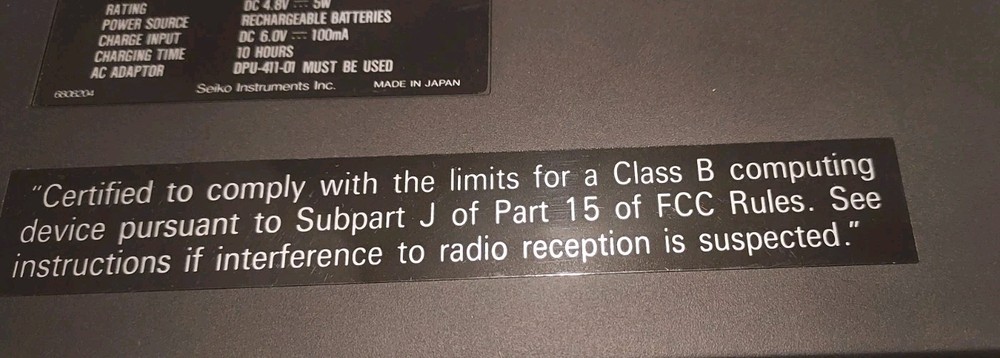 RATING DC 4.8V ⎓ 5W
POWER SOURCE RECHARGEABLE BATTERIES
CHARGE INPUT DC 6.0V ⎓ 100mA
CHARGING TIME 10 HOURS
AC ADAPTOR DPU-411-01 MUST BE USED
6808204 Seiko Instruments Inc. MADE IN JAPAN
"Certified to comply with the limits for a Class B computing
device pursuant to Subpart J of Part 15 of FCC Rules. See
instructions if interference to radio reception is suspected."